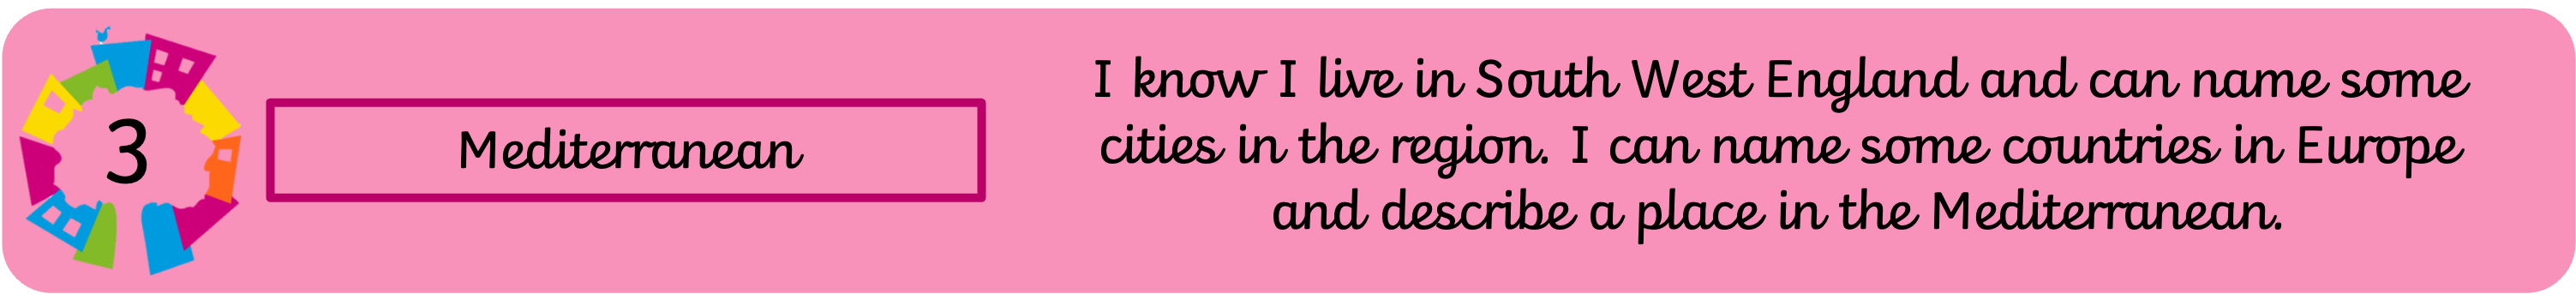 3
Mediterranean
I know I live in South West England and can name some
cities in the region. I can name some countries in Europe
and describe a place in the Mediterranean.